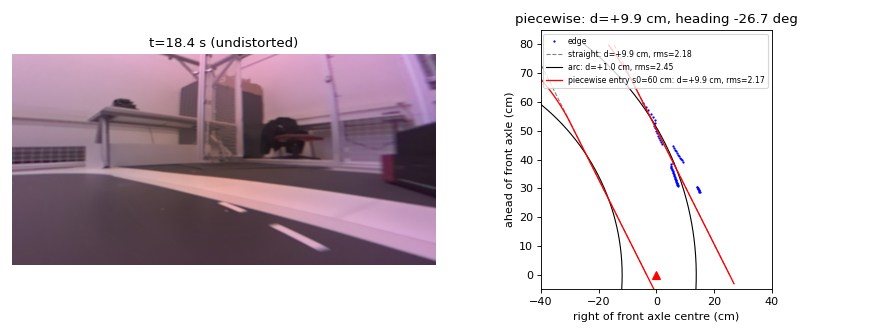 t=18.4 s (undistorted)
piecewise: d=+9.9 cm, heading -26.7 deg
edge
straight: d=+9.9 cm, rms=2.18
arc: d=+1.0 cm, rms=2.45
piecewise entry s0=60 cm: d=+9.9 cm, rms=2.17
80
70
60
50
40
30
20
10
0
ahead of front axle (cm)
−40 −20 0 20 40
right of front axle centre (cm)